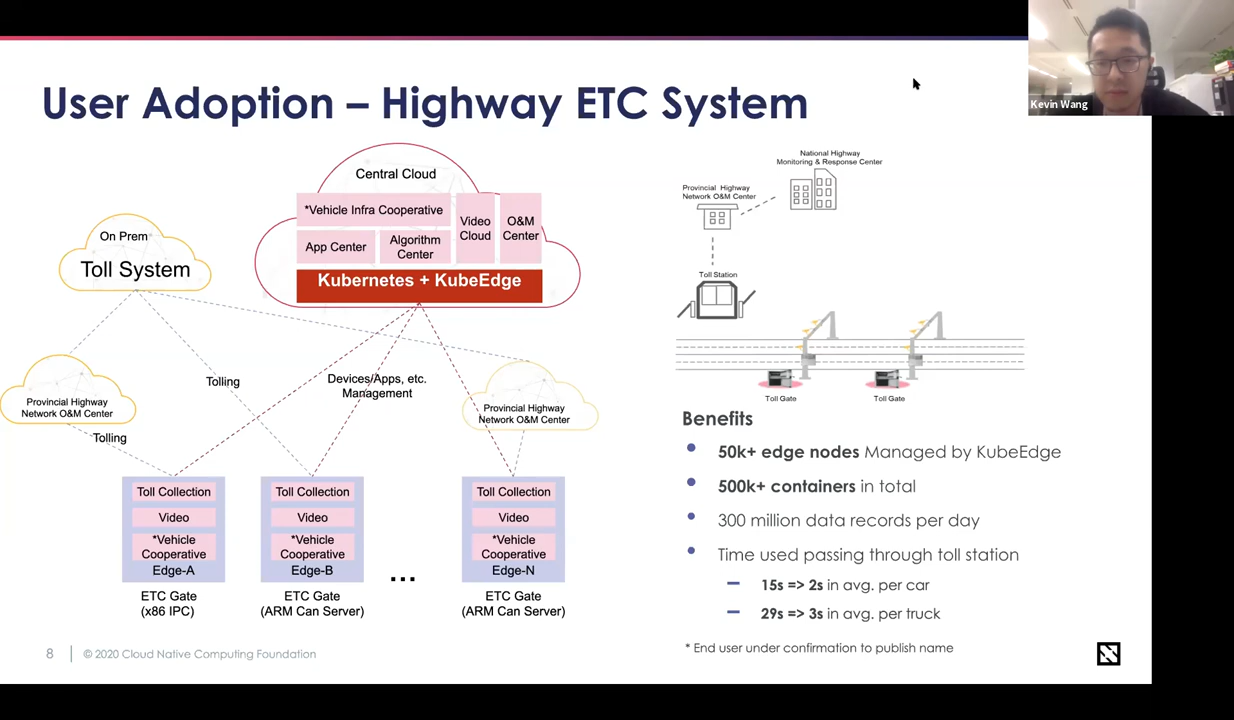 User Adoption – Highway ETC System
Kevin Wang
Central Cloud
*Vehicle Infra Cooperative
App Center
Algorithm
Center
Video
Cloud
O&M
Center
Kubernetes + KubeEdge
On Prem
Toll System
Provincial Highway
Network O&M Center
Tolling
Tolling
Devices/Apps, etc.
Management
Provincial Highway
Network O&M Center
Toll Collection
Video
*Vehicle
Cooperative
Edge-A
ETC Gate
(x86 IPC)
Toll Collection
Video
*Vehicle
Cooperative
Edge-B
ETC Gate
(ARM Can Server)
...
Toll Collection
Video
*Vehicle
Cooperative
Edge-N
ETC Gate
(ARM Can Server)
National Highway
Monitoring & Response Center
Provincial Highway
Network O&M Center
Toll Station
Toll Gate
Toll Gate
Benefits
• 50k+ edge nodes Managed by KubeEdge
• 500k+ containers in total
• 300 million data records per day
• Time used passing through toll station
– 15s => 2s in avg. per car
– 29s => 3s in avg. per truck
* End user under confirmation to publish name
8 | © 2020 Cloud Native Computing Foundation